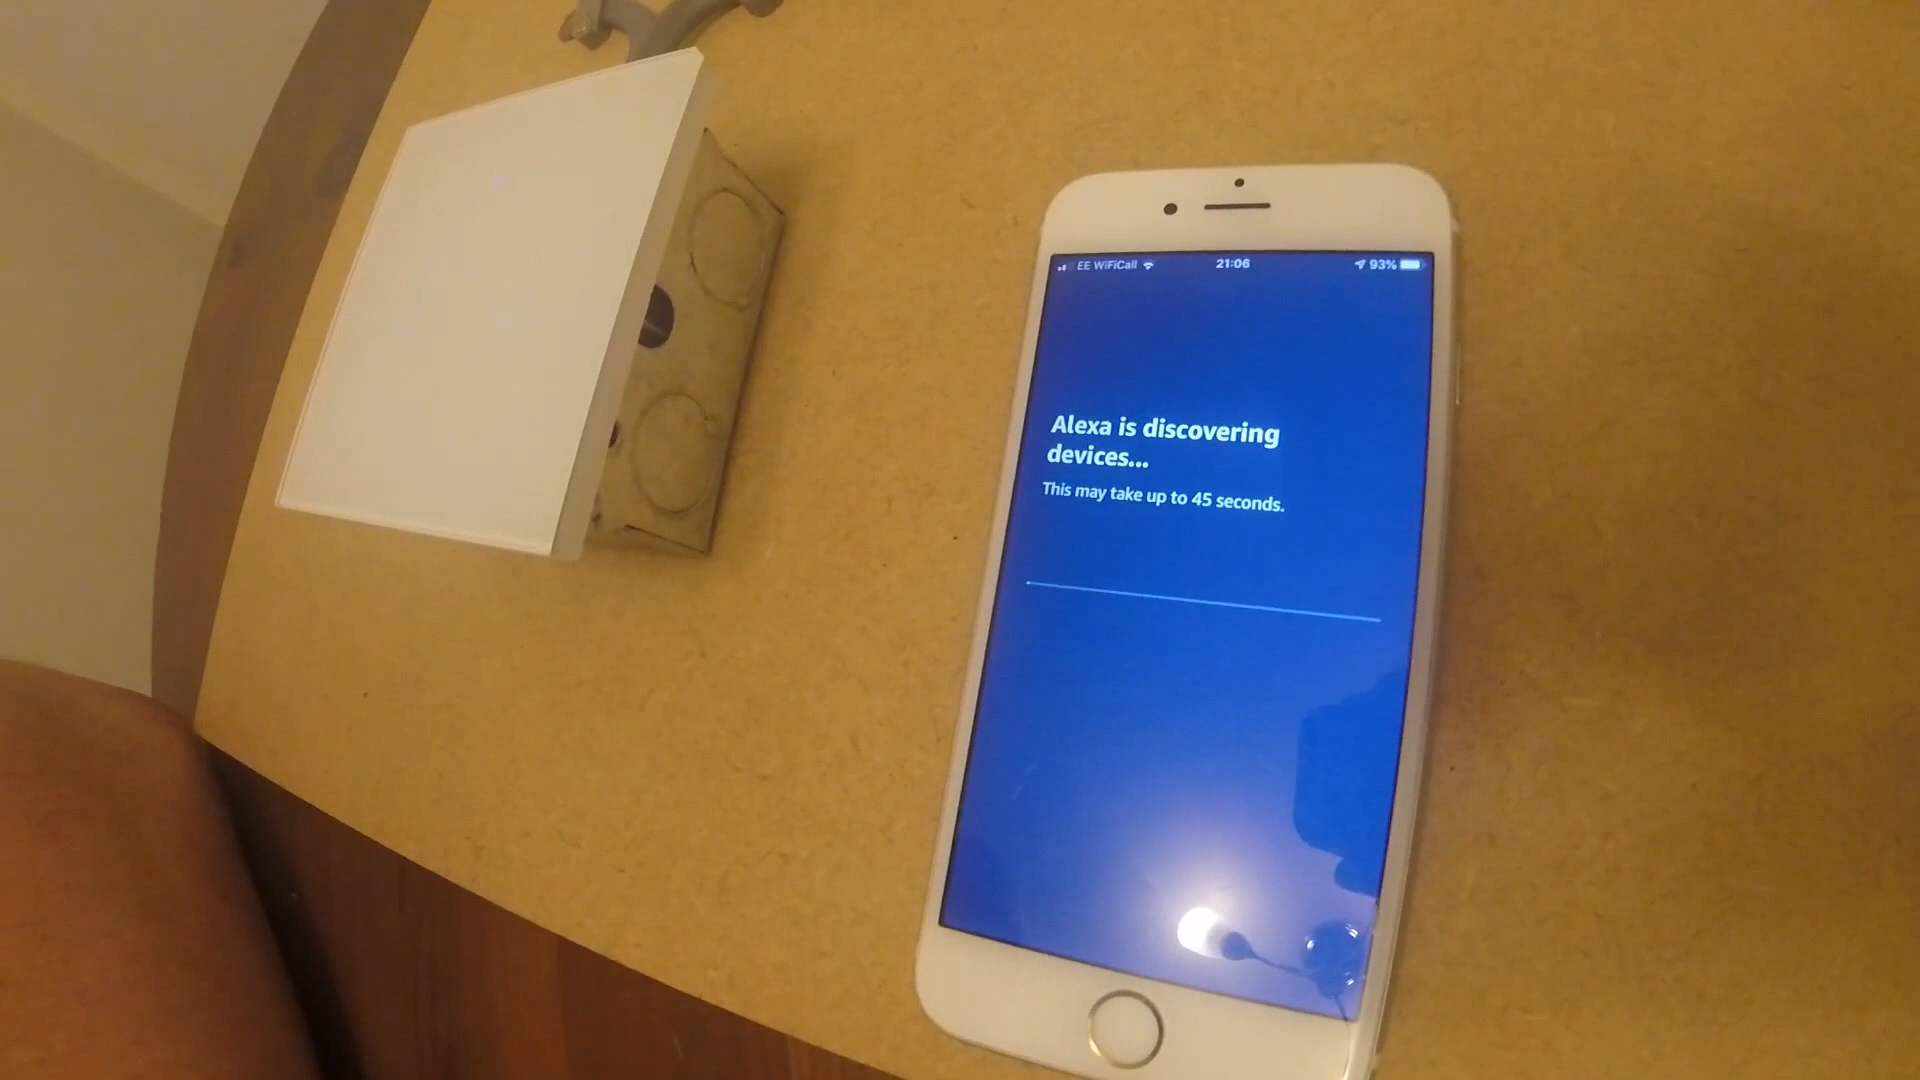 EE WiFiCall 21:06 93%
Alexa is discovering
devices...
This may take up to 45 seconds.